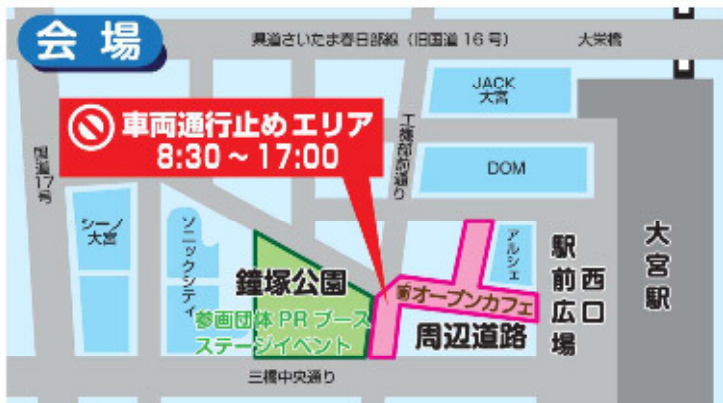 会場
県道さいたま春日部線（旧国道16号）
大栄橋
JACK
大宮
車両通行止めエリア
8:30～17:00
工機部前通り
国道17号
DOM
シーノ
大宮
ソニックシティ
アルシェ
鐘塚公園
参画団体PRブース
ステージイベント
街オープンカフェ
周辺道路
西口
駅前広場
大宮駅
三橋中央通り